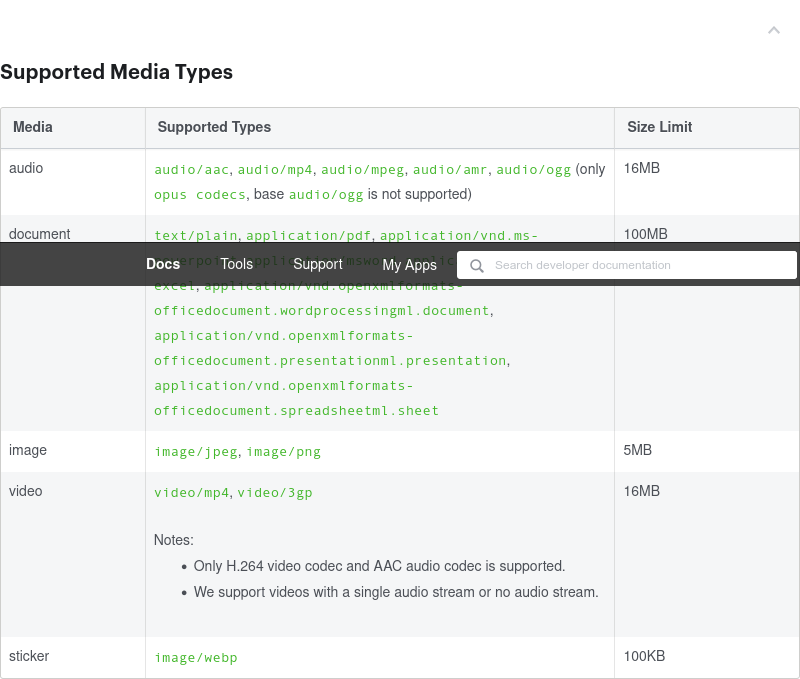 Supported Media Types
Media Supported Types Size Limit
audio audio/aac, audio/mp4, audio/mpeg, audio/amr, audio/ogg (only 16MB
opus codecs, base audio/ogg is not supported)
document text/plain, application/pdf, application/vnd.ms- 100MB
Docs Tools Support My Apps Search developer documentation
excel, application/vnd.openxmlformats-
officedocument.wordprocessingml.document,
application/vnd.openxmlformats-
officedocument.presentationml.presentation,
application/vnd.openxmlformats-
officedocument.spreadsheetml.sheet
image image/jpeg, image/png 5MB
video video/mp4, video/3gp 16MB
Notes:
• Only H.264 video codec and AAC audio codec is supported.
• We support videos with a single audio stream or no audio stream.
sticker image/webp 100KB